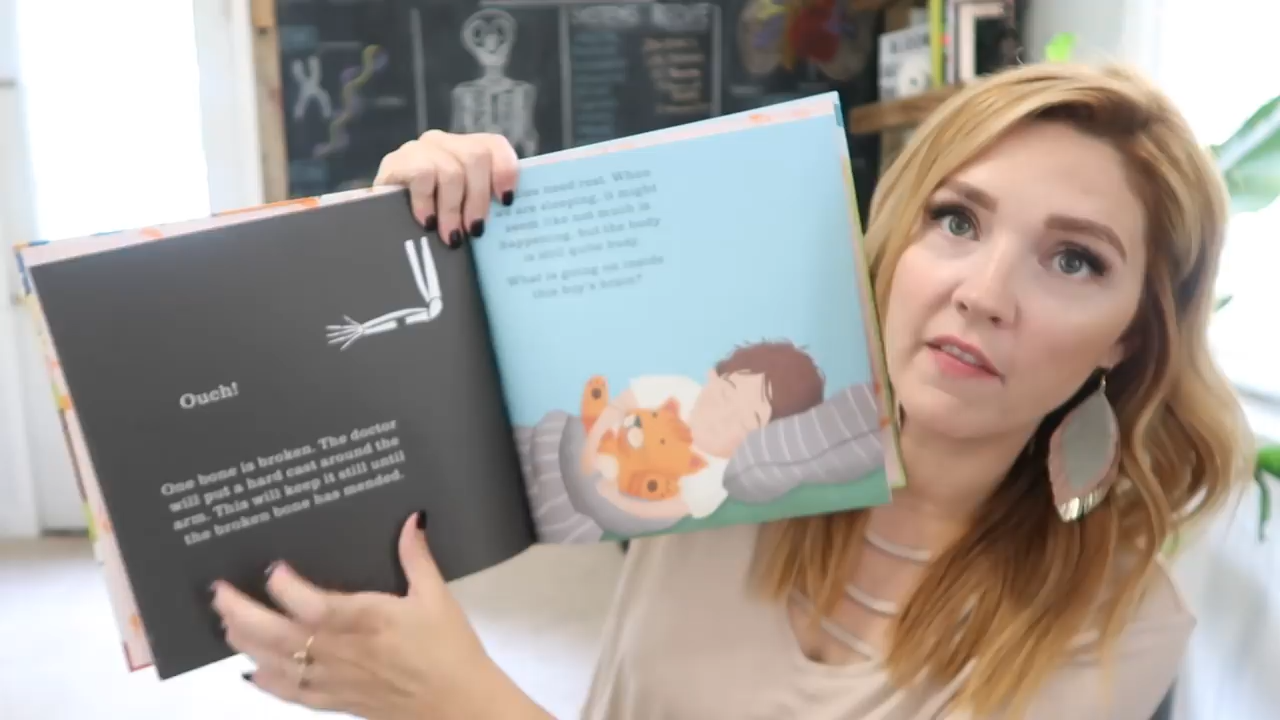 Ouch!
One bone is broken. The doctor
will put a hard cast around the
arm. This will keep it still until
the broken bone has mended.
need rest. When
we are sleeping, it might
seem like not much is
happening, but the body
is still quite busy.
What is going on inside
this boy's brain?